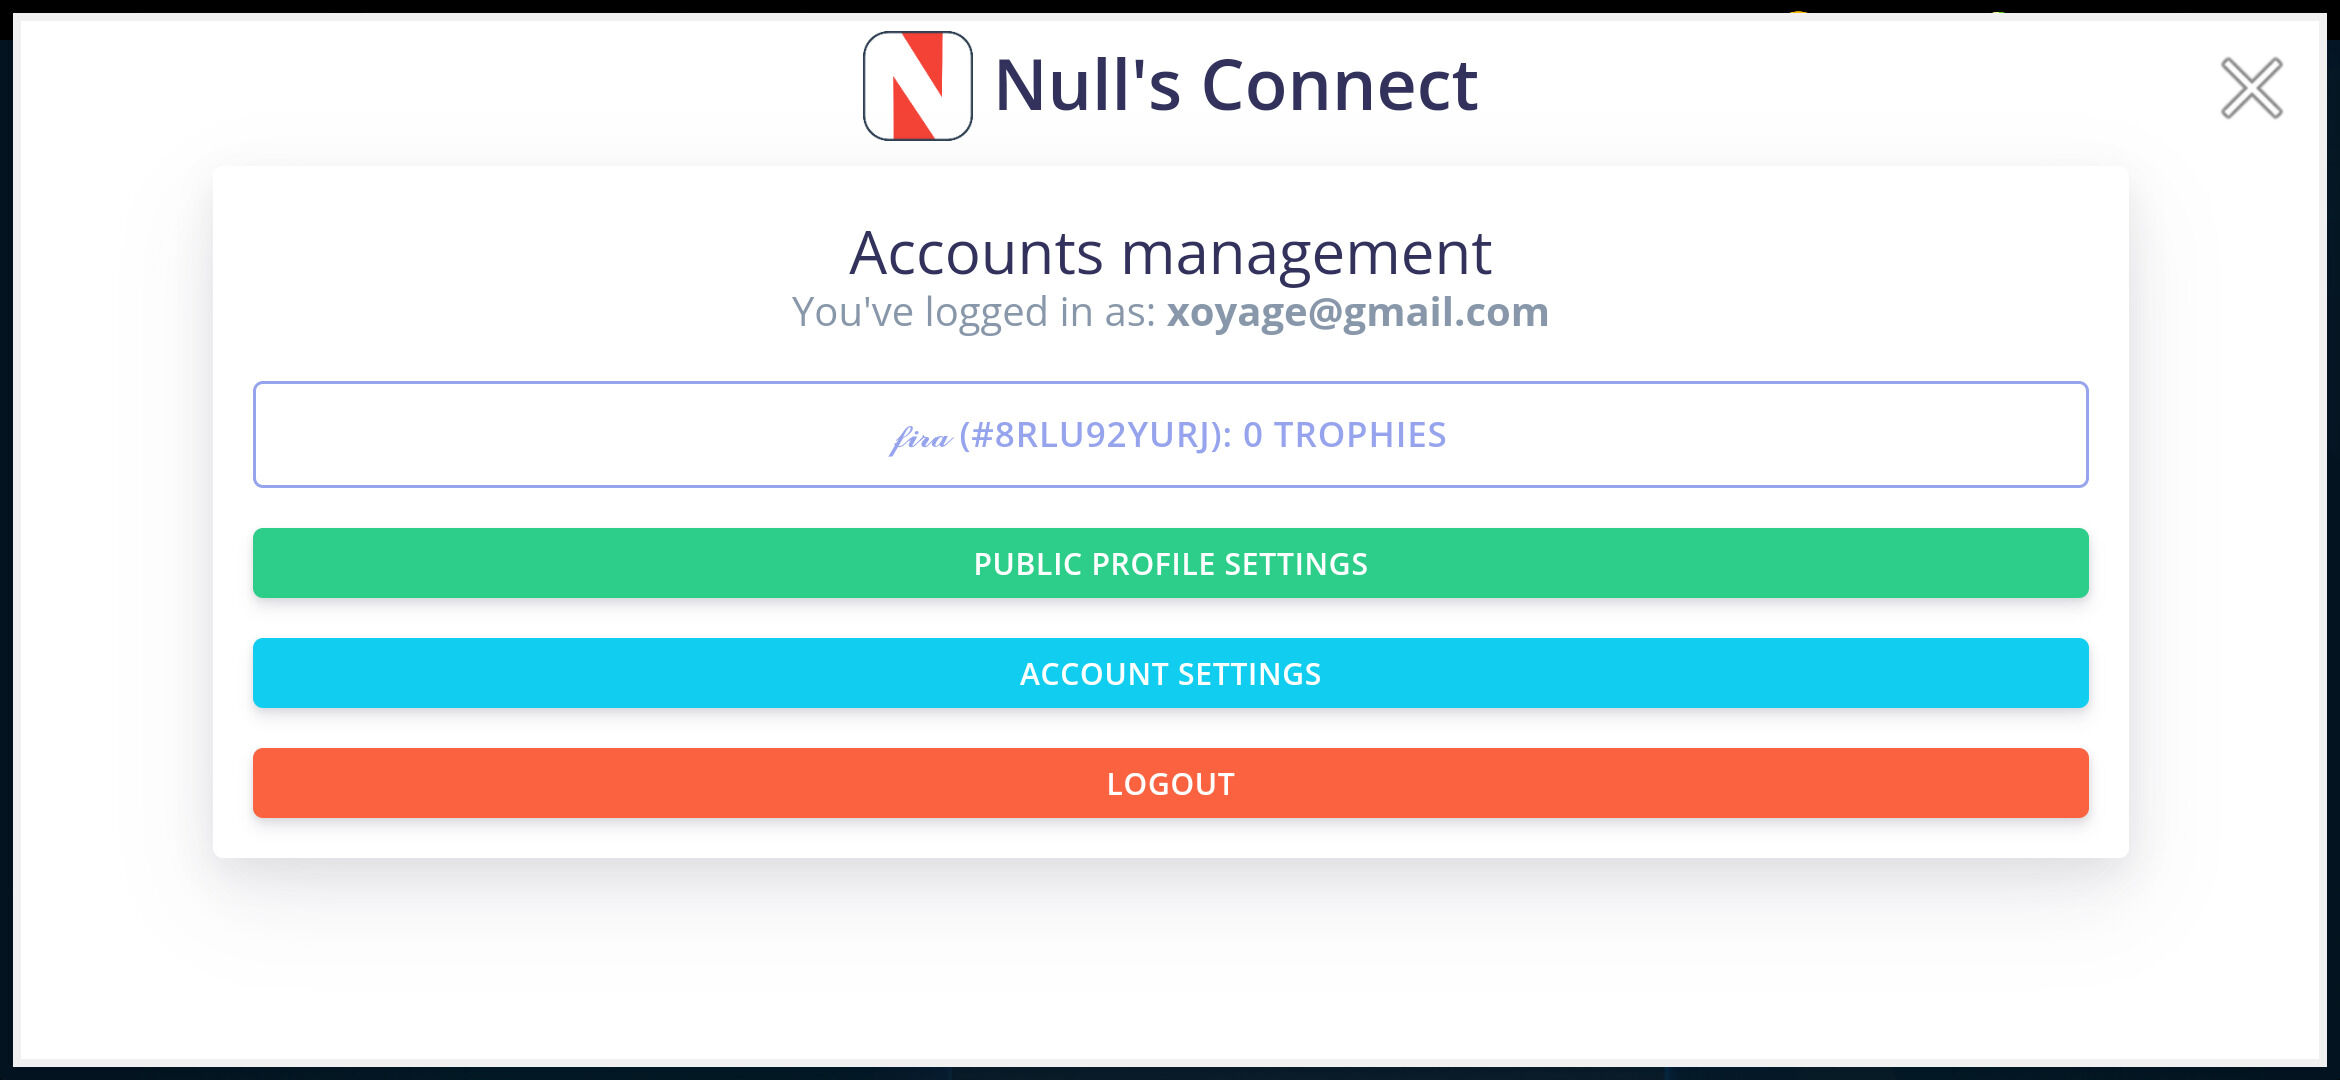 Null's Connect
Accounts management
You've logged in as: xoyage@gmail.com
𝒻𝒾𝓇𝒶 (#8RLU92YURJ): 0 TROPHIES
PUBLIC PROFILE SETTINGS
ACCOUNT SETTINGS
LOGOUT